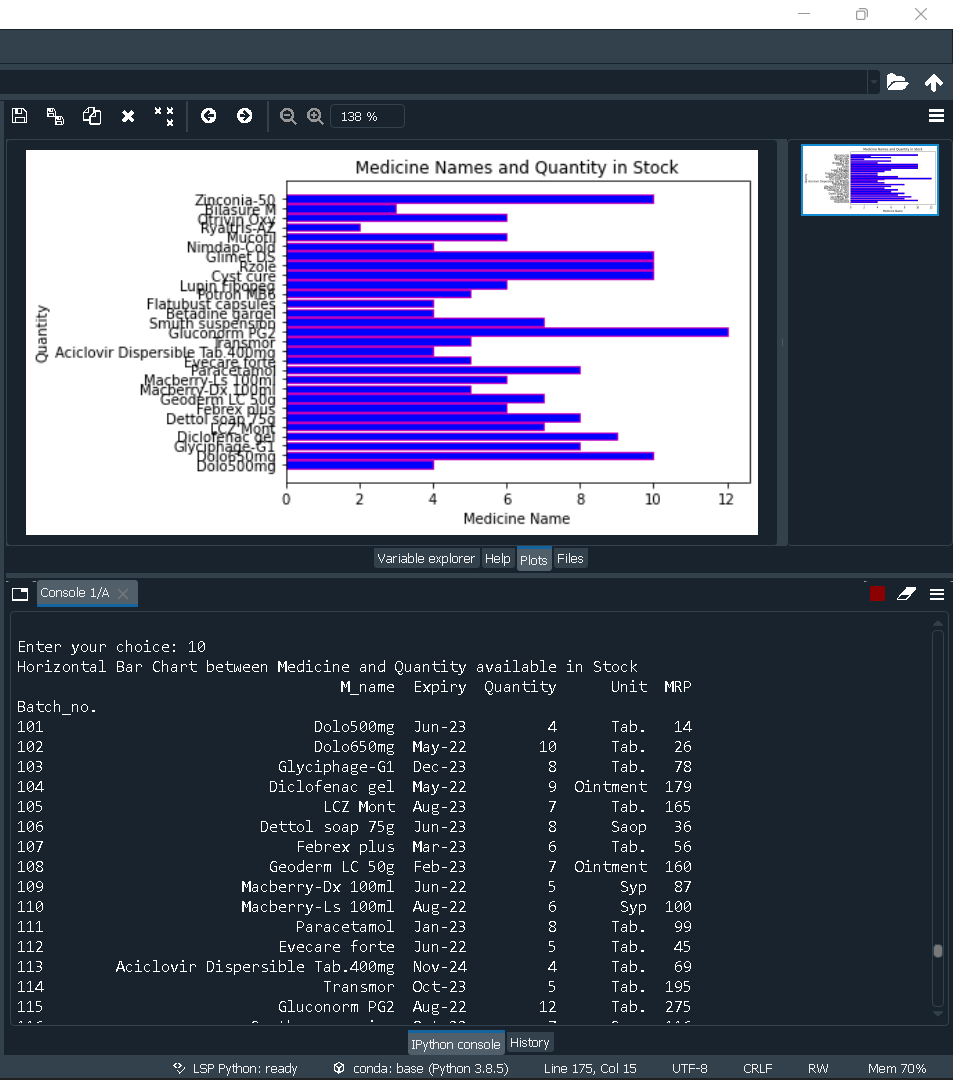 138 %
Medicine Names and Quantity in Stock
Zinconia-50
Bilasure M
Otrivin Oxy
Ryaltris-AZ
Mucotil
Nimdap-Cold
Glimet DS
Rzole
Cyst cure
Lupin Fibopeg
Potroh MB6
Flatubust capsules
Betadine gargel
Smuth suspension
Gluconorm PG2
Transmor
Aciclovir Dispersible Tab.400mg
Evecare forte
Paracetamol
Macberry-Ls 100ml
Macberry-Dx 100ml
Geoderm LC 50g
Febrex plus
Dettol soap 75g
LCZ Mont
Diclofenac gel
Glyciphage-G1
Dolo650mg
Dolo500mg
Quantity
0 2 4 6 8 10 12
Medicine Name
Variable explorer Help Plots Files
Console 1/A
Enter your choice: 10
Horizontal Bar Chart between Medicine and Quantity available in Stock
M_name Expiry Quantity Unit MRP
Batch_no.
101 Dolo500mg Jun-23 4 Tab. 14
102 Dolo650mg May-22 10 Tab. 26
103 Glyciphage-G1 Dec-23 8 Tab. 78
104 Diclofenac gel May-22 9 Ointment 179
105 LCZ Mont Aug-23 7 Tab. 165
106 Dettol soap 75g Jun-23 8 Saop 36
107 Febrex plus Mar-23 6 Tab. 56
108 Geoderm LC 50g Feb-23 7 Ointment 160
109 Macberry-Dx 100ml Jun-22 5 Syp 87
110 Macberry-Ls 100ml Aug-22 6 Syp 100
111 Paracetamol Jan-23 8 Tab. 99
112 Evecare forte Jun-22 5 Tab. 45
113 Aciclovir Dispersible Tab.400mg Nov-24 4 Tab. 69
114 Transmor Oct-23 5 Tab. 195
115 Gluconorm PG2 Aug-22 12 Tab. 275
IPython console History
LSP Python: ready conda: base (Python 3.8.5) Line 175, Col 15 UTF-8 CRLF RW Mem 70%